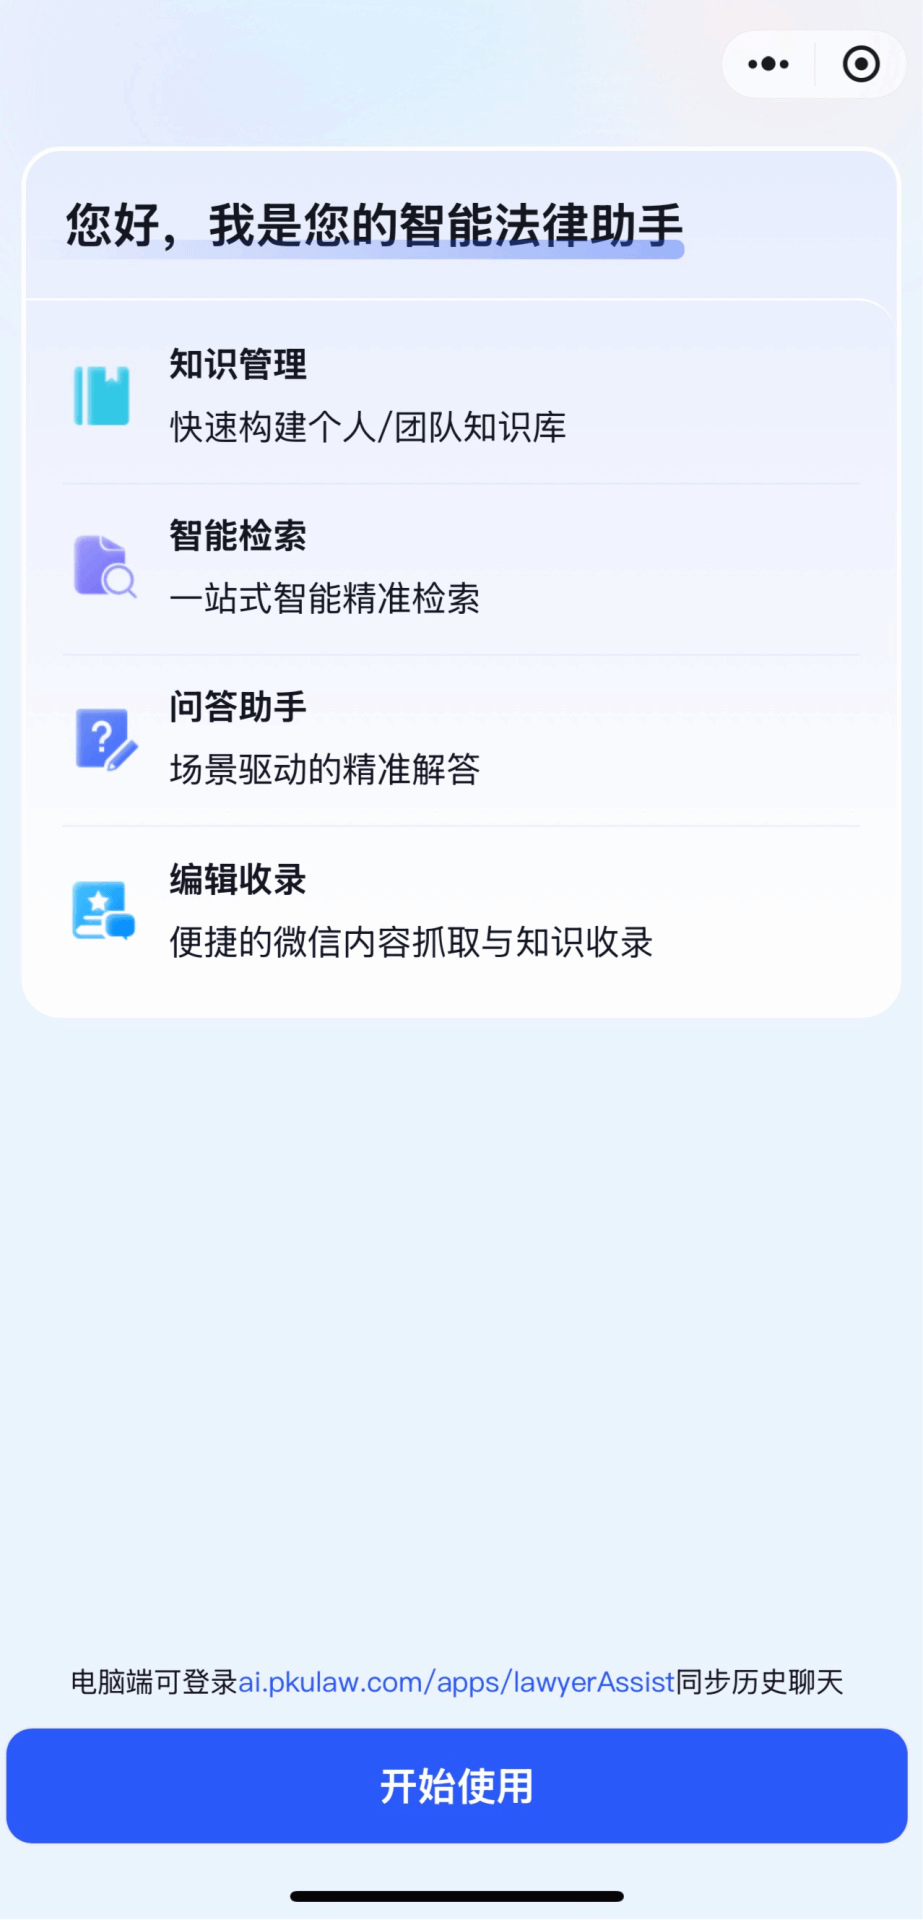 您好，我是您的智能法律助手
知识管理
快速构建个人/团队知识库
智能检索
一站式智能精准检索
问答助手
场景驱动的精准解答
编辑收录
便捷的微信内容抓取与知识收录
电脑端可登录ai.pkulaw.com/apps/lawyerAssist同步历史聊天
开始使用